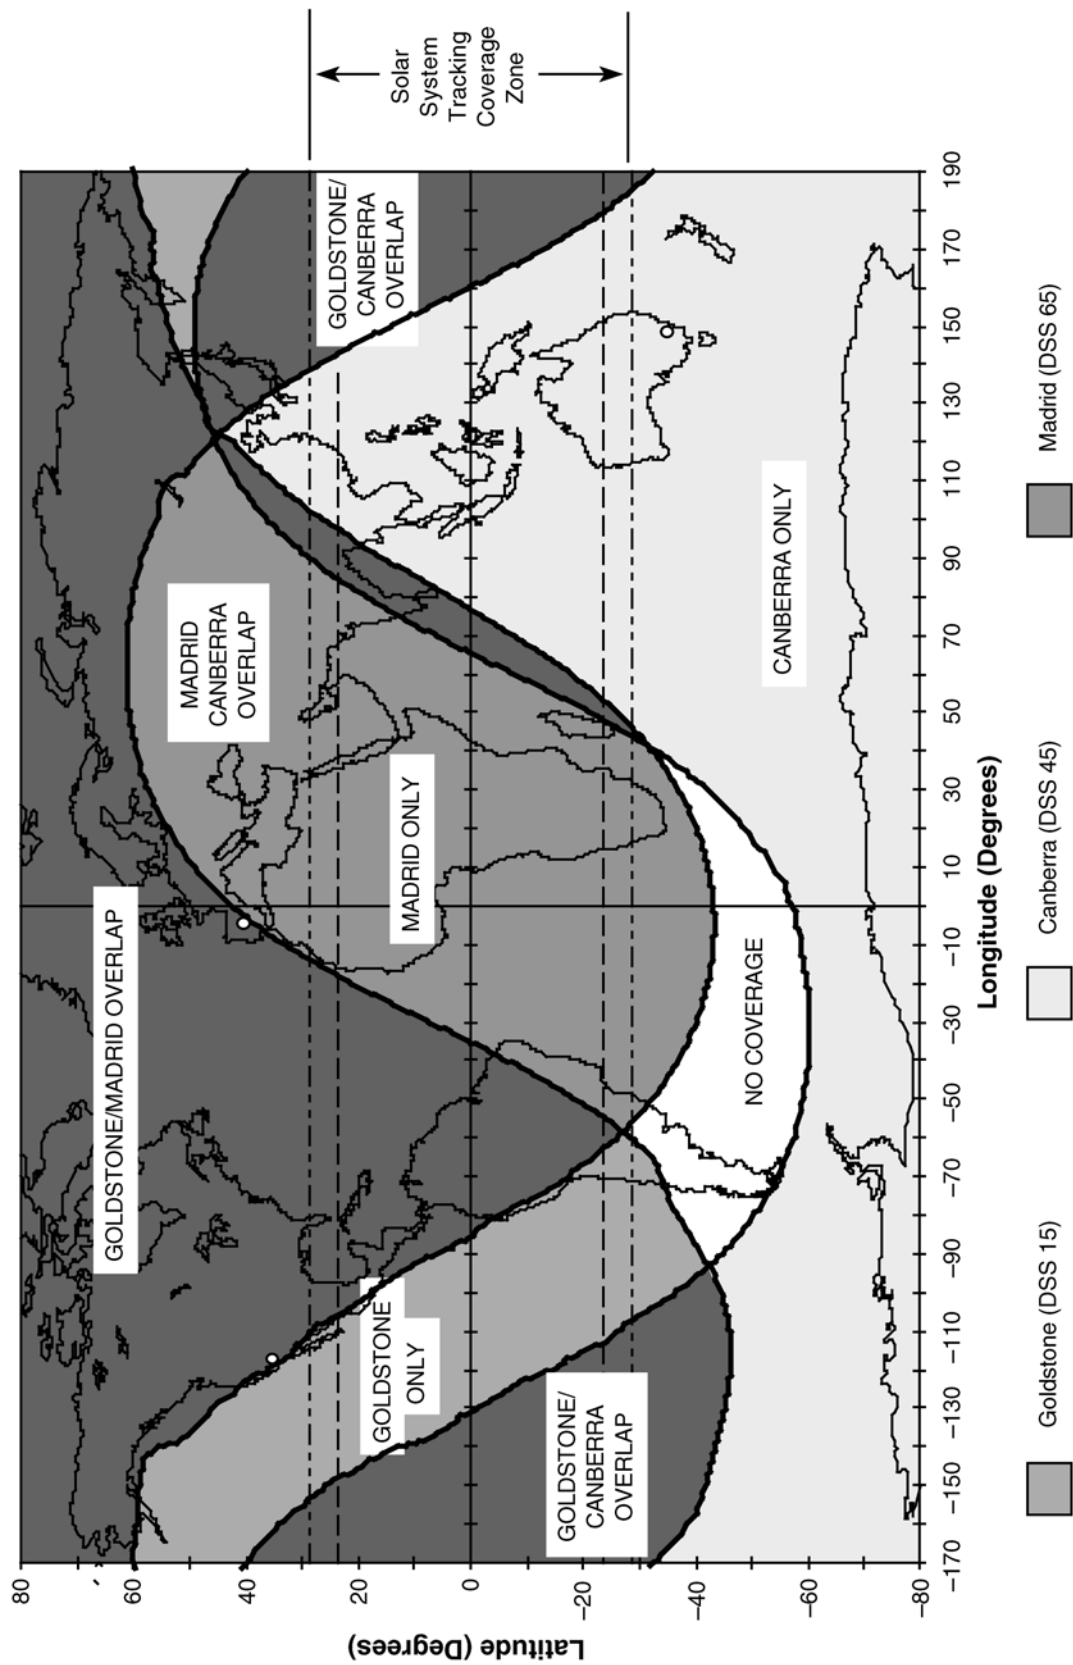 Solar
System
Tracking
Coverage
Zone
GOLDSTONE/MADRID OVERLAP
MADRID
CANBERRA
OVERLAP
GOLDSTONE/
CANBERRA
OVERLAP
GOLDSTONE
ONLY
MADRID ONLY
GOLDSTONE/
CANBERRA
OVERLAP
NO COVERAGE
CANBERRA ONLY
Latitude (Degrees)
80
60
40
20
0
−20
−40
−60
−80
−170
−150
−130
−110
−90
−70
−50
−30
−10
10
30
50
70
90
110
130
150
170
190
Longitude (Degrees)
Goldstone (DSS 15)
Canberra (DSS 45)
Madrid (DSS 65)